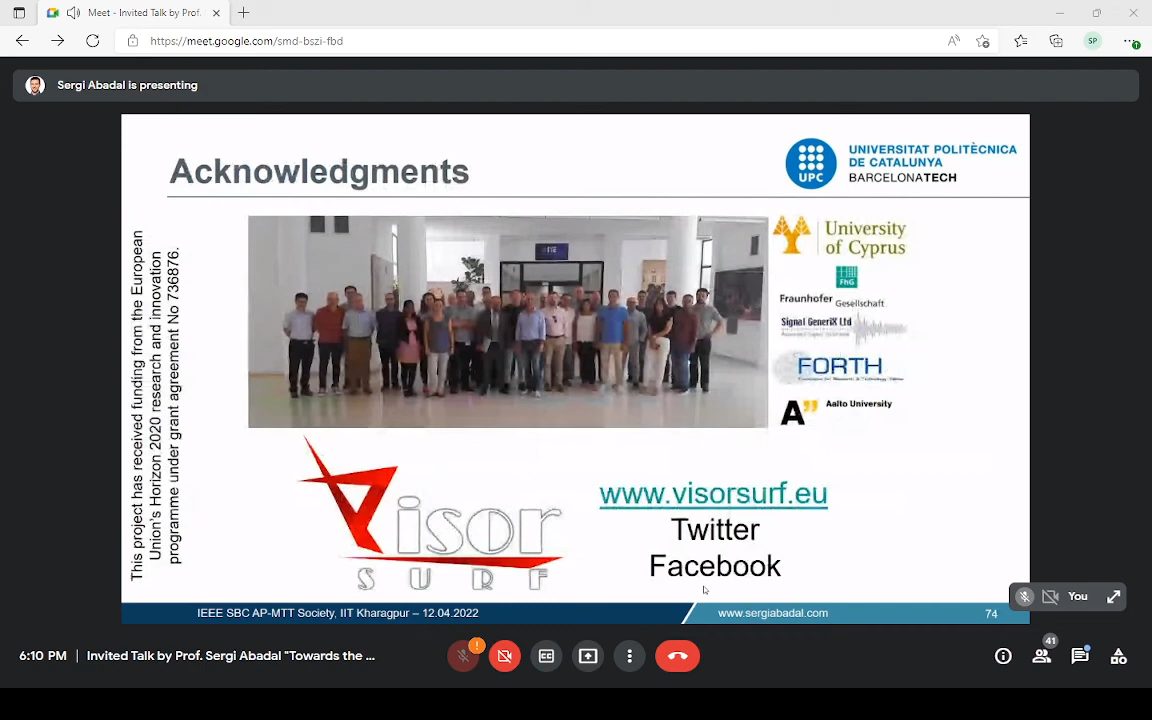 Meet - Invited Talk by Prof.
https://meet.google.com/smd-bszi-fbd
SP
Sergi Abadal is presenting
Acknowledgments
UPC
UNIVERSITAT POLITÈCNICA
DE CATALUNYA
BARCELONATECH
This project has received funding from the European
Union's Horizon 2020 research and innovation
programme under grant agreement No 736876.
University
of Cyprus
FhG
Fraunhofer Gesellschaft
Signal GeneriX Ltd
FORTH
A"
Aalto University
Visor
SURF
www.visorsurf.eu
Twitter
Facebook
You
IEEE SBC AP-MTT Society, IIT Kharagpur – 12.04.2022
www.sergiabadal.com
74
6:10 PM | Invited Talk by Prof. Sergi Abadal "Towards the ...
41